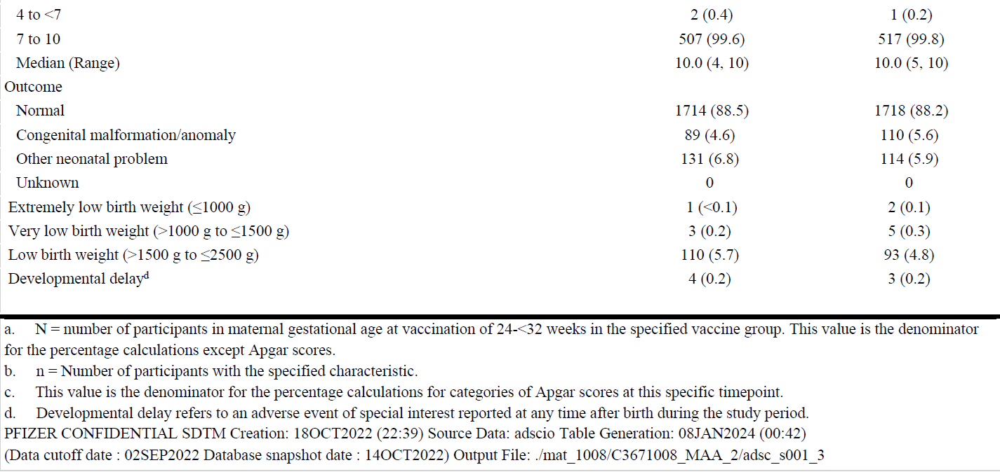 4 to <7 2 (0.4) 1 (0.2)
7 to 10 507 (99.6) 517 (99.8)
Median (Range) 10.0 (4, 10) 10.0 (5, 10)
Outcome
Normal 1714 (88.5) 1718 (88.2)
Congenital malformation/anomaly 89 (4.6) 110 (5.6)
Other neonatal problem 131 (6.8) 114 (5.9)
Unknown 0 0
Extremely low birth weight (≤1000 g) 1 (<0.1) 2 (0.1)
Very low birth weight (>1000 g to ≤1500 g) 3 (0.2) 5 (0.3)
Low birth weight (>1500 g to ≤2500 g) 110 (5.7) 93 (4.8)
Developmental delayᵈ 4 (0.2) 3 (0.2)
a. N = number of participants in maternal gestational age at vaccination of 24-<32 weeks in the specified vaccine group. This value is the denominator
for the percentage calculations except Apgar scores.
b. n = Number of participants with the specified characteristic.
c. This value is the denominator for the percentage calculations for categories of Apgar scores at this specific timepoint.
d. Developmental delay refers to an adverse event of special interest reported at any time after birth during the study period.
PFIZER CONFIDENTIAL SDTM Creation: 18OCT2022 (22:39) Source Data: adscio Table Generation: 08JAN2024 (00:42)
(Data cutoff date : 02SEP2022 Database snapshot date : 14OCT2022) Output File: ./mat_1008/C3671008_MAA_2/adsc_s001_3